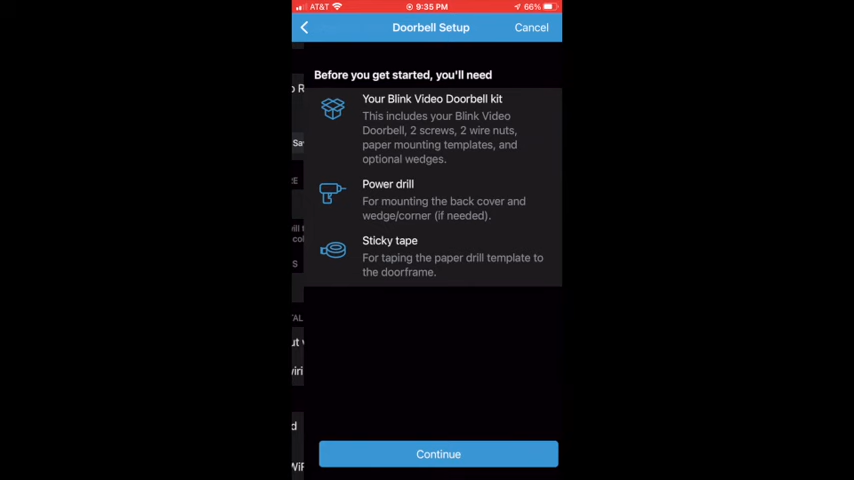 AT&T 9:35 PM 66%
Doorbell Setup Cancel
Before you get started, you'll need
Your Blink Video Doorbell kit
This includes your Blink Video
Doorbell, 2 screws, 2 wire nuts,
paper mounting templates, and
optional wedges.
Power drill
For mounting the back cover and
wedge/corner (if needed).
Sticky tape
For taping the paper drill template to
the doorframe.
Continue